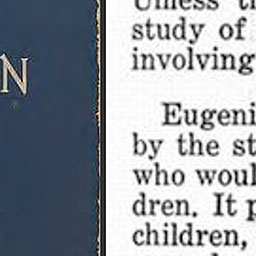 N
Unless th
study of
involving
Eugeni
by the st
who woul
dren. It p
children,